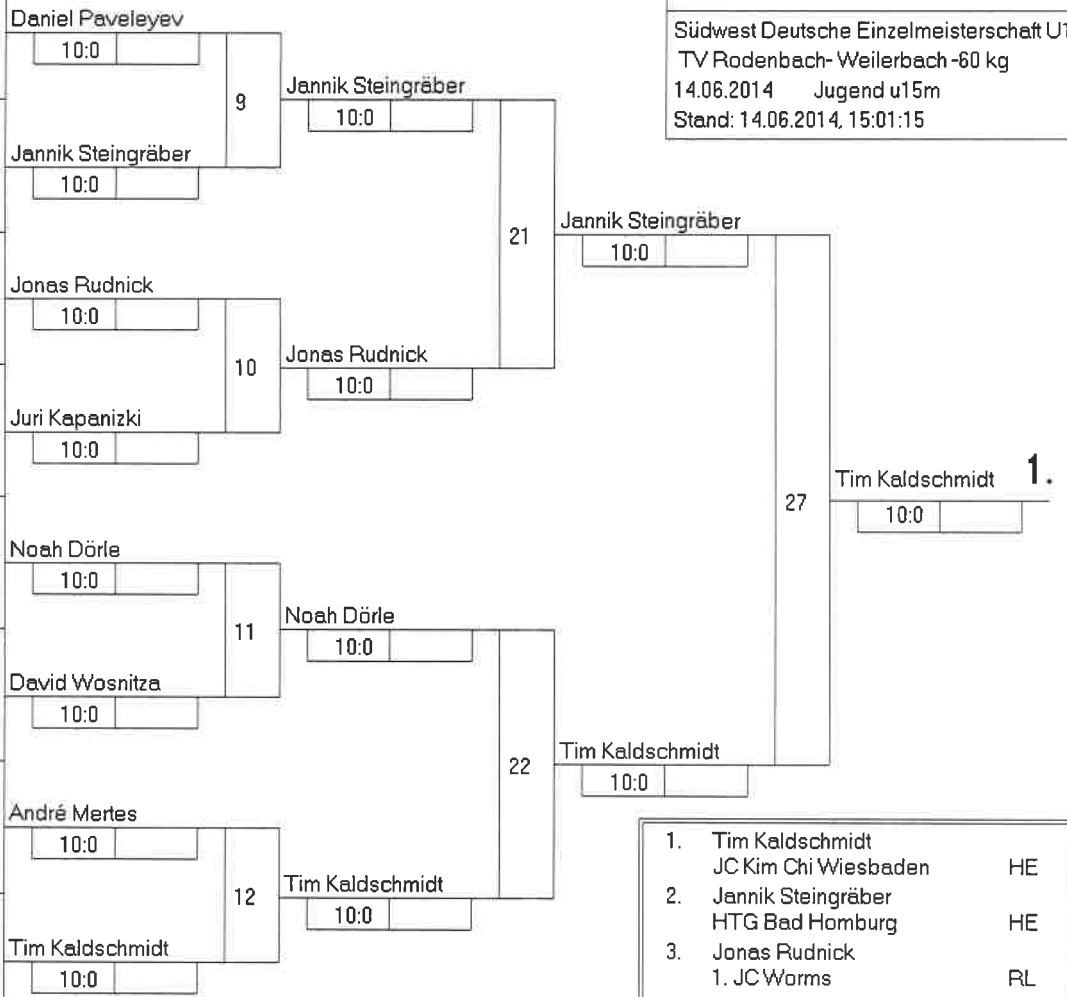 Südwest Deutsche Einzelmeisterschaft U1
TV Rodenbach- Weilerbach -60 kg
14.06.2014 Jugend u15m
Stand: 14.06.2014, 15:01:15
Daniel Paveleyev
10:0
9
Jannik Steingräber
10:0
Jonas Rudnick
10:0
10
Juri Kapanizki
10:0
Noah Dörle
10:0
11
David Wosnitza
10:0
André Mertes
10:0
12
Tim Kaldschmidt
10:0
Jannik Steingräber
10:0
21
Jonas Rudnick
10:0
Noah Dörle
10:0
22
Tim Kaldschmidt
10:0
Jannik Steingräber
10:0
27
Tim Kaldschmidt
10:0
Tim Kaldschmidt 1.
10:0
1. Tim Kaldschmidt
JC Kim Chi Wiesbaden HE
2. Jannik Steingräber
HTG Bad Homburg HE
3. Jonas Rudnick
1. JC Worms RL